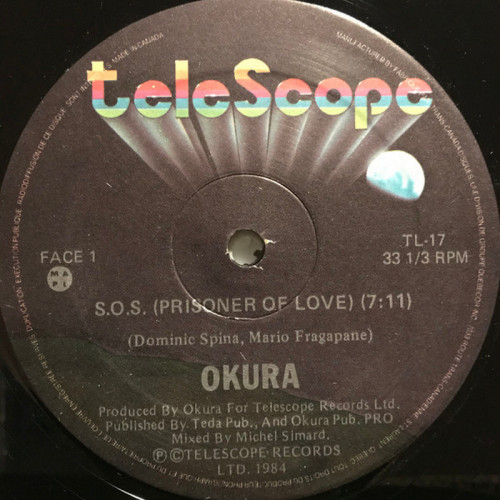 teleScope
FACE 1
MAPL
TL-17
33 1/3 RPM
S.O.S. (PRISONER OF LOVE) (7:11)
(Dominic Spina, Mario Fragapane)
OKURA
Produced By Okura For Telescope Records Ltd.
Published By Teda Pub., And Okura Pub. PRO
Mixed By Michel Simard.
Ⓟ©TELESCOPE RECORDS
LTD. 1984
MADE IN CANADA